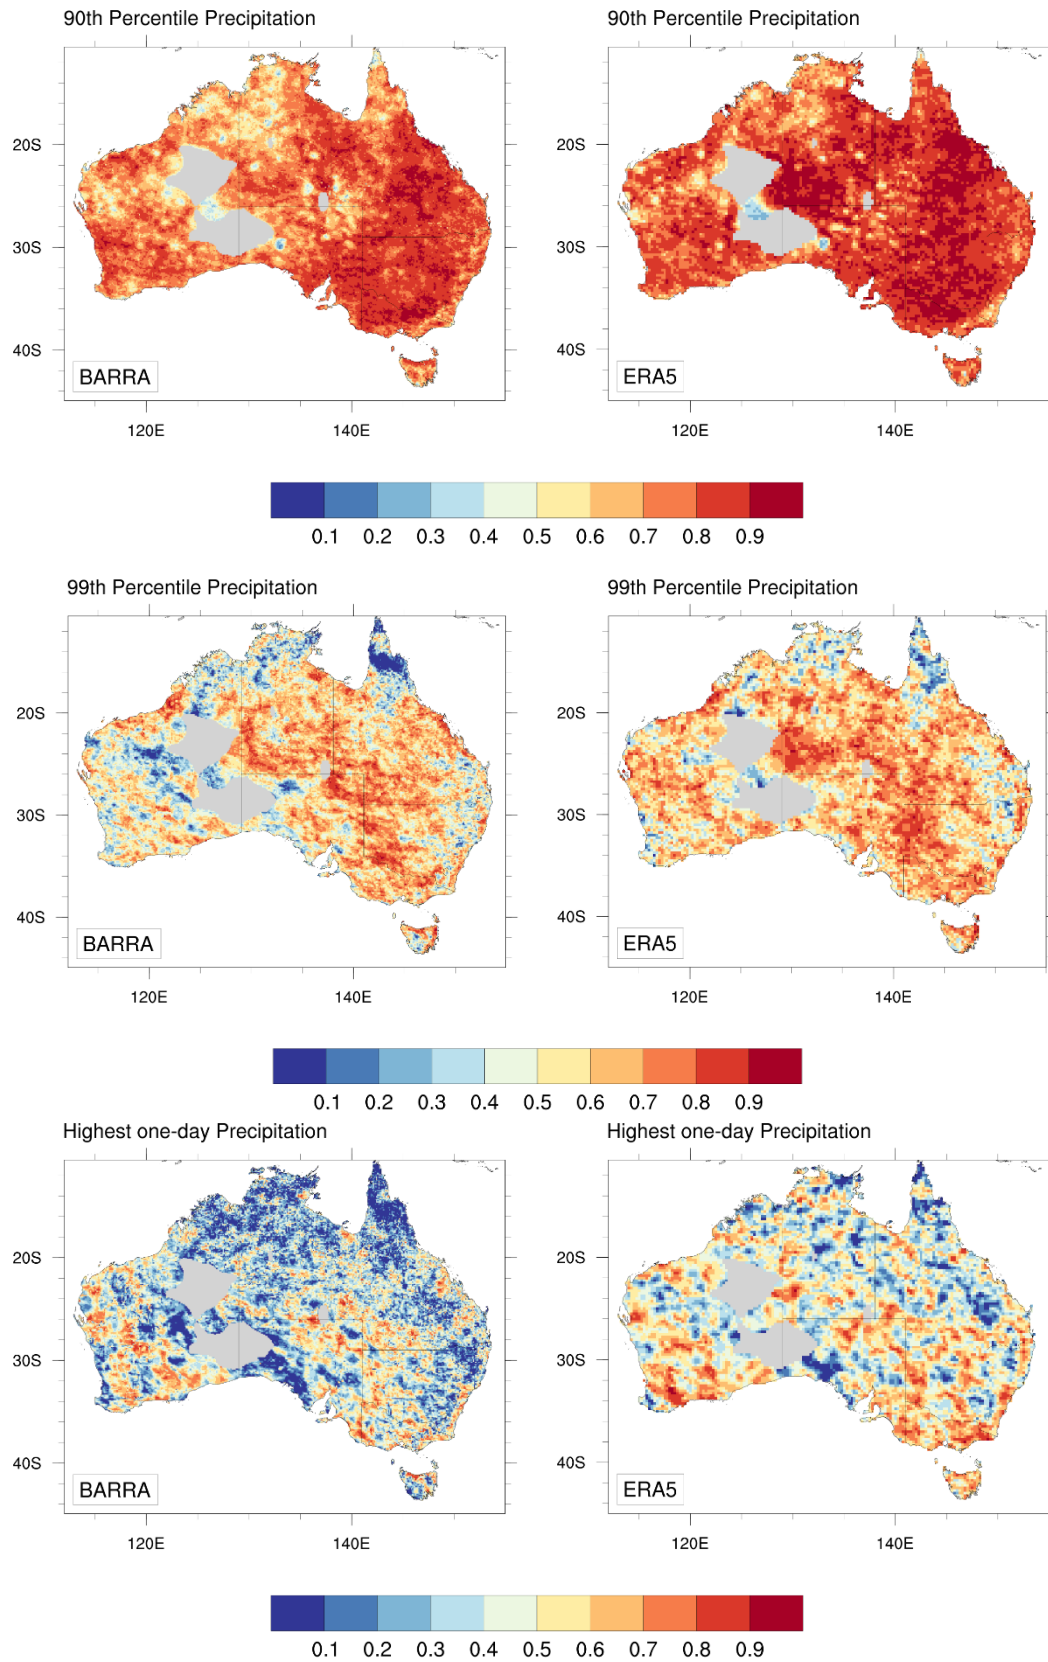 90th Percentile Precipitation 90th Percentile Precipitation
20S 20S
30S 30S
40S 40S
BARRA ERA5
120E 140E 120E 140E
0.1 0.2 0.3 0.4 0.5 0.6 0.7 0.8 0.9
99th Percentile Precipitation 99th Percentile Precipitation
20S 20S
30S 30S
40S 40S
BARRA ERA5
120E 140E 120E 140E
0.1 0.2 0.3 0.4 0.5 0.6 0.7 0.8 0.9
Highest one-day Precipitation Highest one-day Precipitation
20S 20S
30S 30S
40S 40S
BARRA ERA5
120E 140E 120E 140E
0.1 0.2 0.3 0.4 0.5 0.6 0.7 0.8 0.9